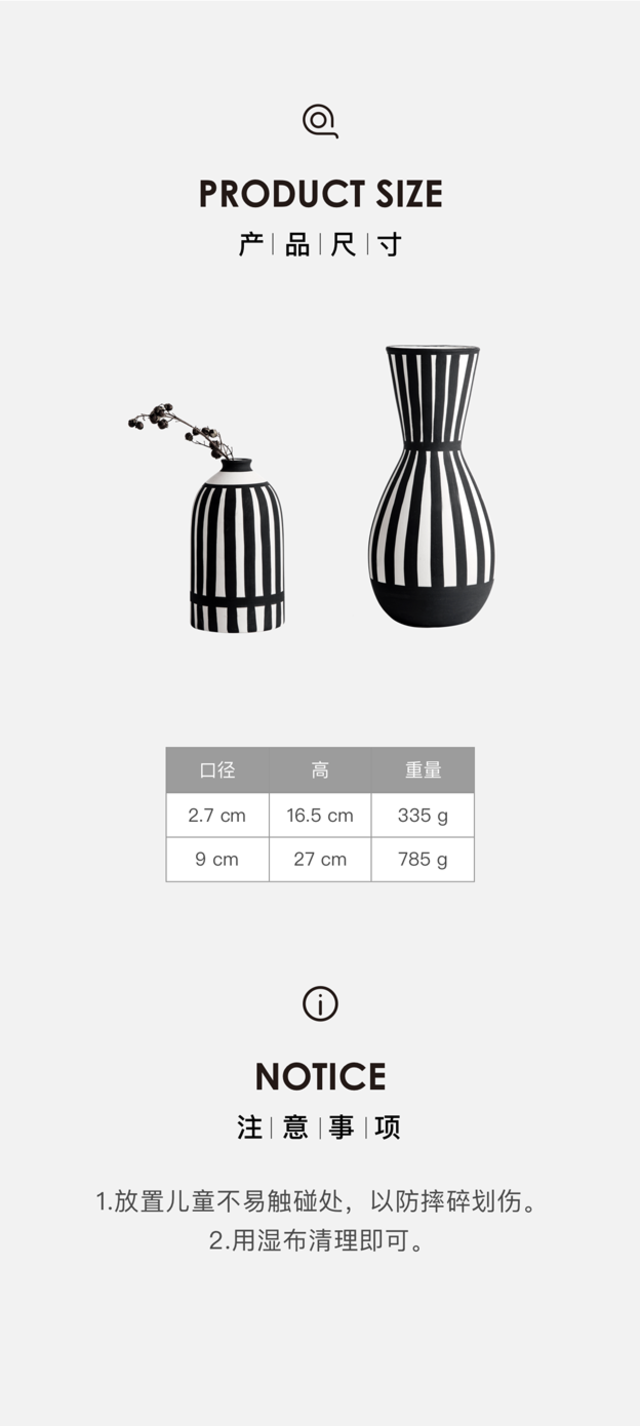 PRODUCT SIZE
产|品|尺|寸
口径 高 重量
2.7 cm 16.5 cm 335 g
9 cm 27 cm 785 g
NOTICE
注|意|事|项
1.放置儿童不易触碰处，以防摔碎划伤。
2.用湿布清理即可。